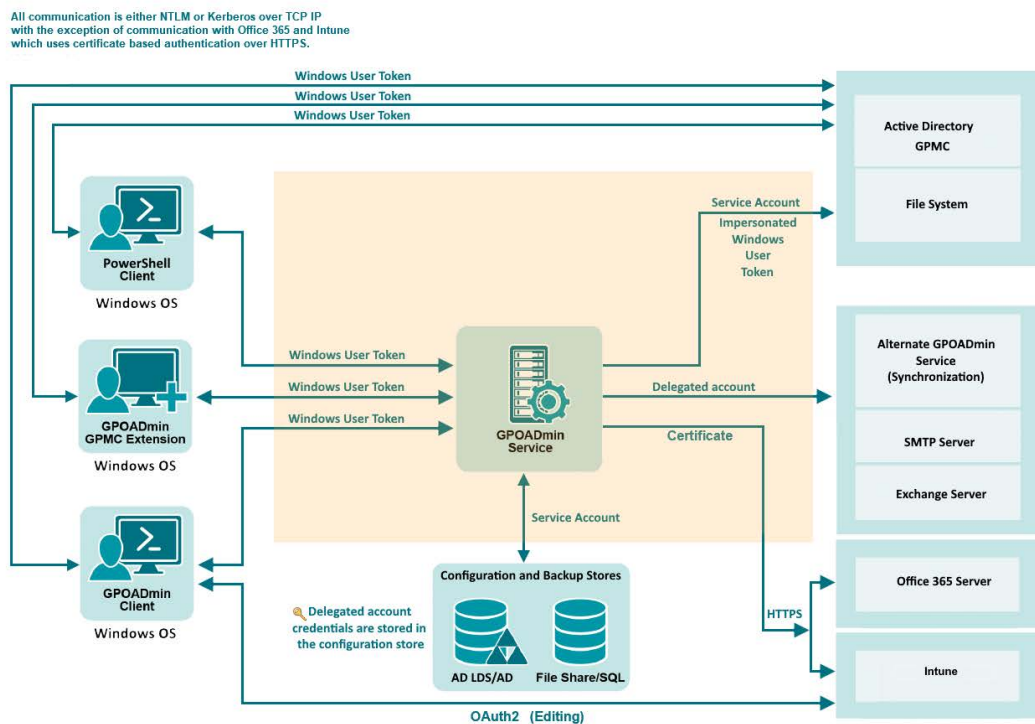 All communication is either NTLM or Kerberos over TCP IP
with the exception of communication with Office 365 and Intune
which uses certificate based authentication over HTTPS.
Windows User Token
Windows User Token
Windows User Token
Active Directory
GPMC
File System
PowerShell
Client
Windows OS
Service Account
Impersonated
Windows
User
Token
GPOADmin
GPMC Extension
Windows OS
Windows User Token
Windows User Token
Windows User Token
GPOADmin
Service
Delegated account
Certificate
Alternate GPOADmin
Service
(Synchronization)
SMTP Server
Exchange Server
GPOADmin
Client
Windows OS
Service Account
Configuration and Backup Stores
AD LDS/AD
File Share/SQL
Delegated account
credentials are stored in
the configuration store
HTTPS
Office 365 Server
Intune
OAuth2 (Editing)